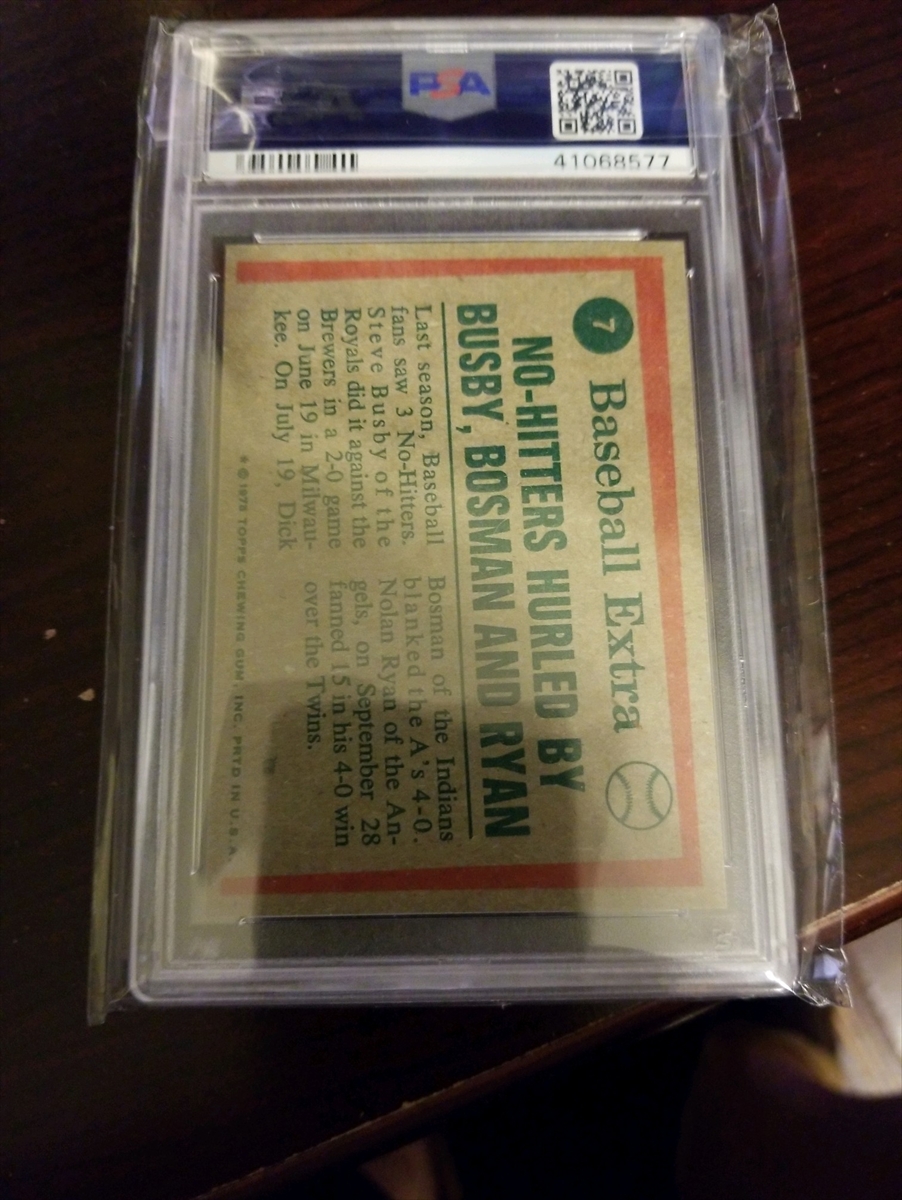 PSA
41068577
7
Baseball Extra
NO-HITTERS HURLED BY
BUSBY, BOSMAN AND RYAN
Last season, Baseball
fans saw 3 No-Hitters.
Steve Busby of the
Royals did it against the
Brewers in a 2-0 game
on June 19 in Milwau-
kee. On July 19, Dick
Bosman of the Indians
blanked the A's 4-0.
Nolan Ryan of the An-
gels, on September 28
fanned 15 in his 4-0 win
over the Twins.
* © 1975 TOPPS CHEWING GUM, INC. PRTD IN U.S.A.